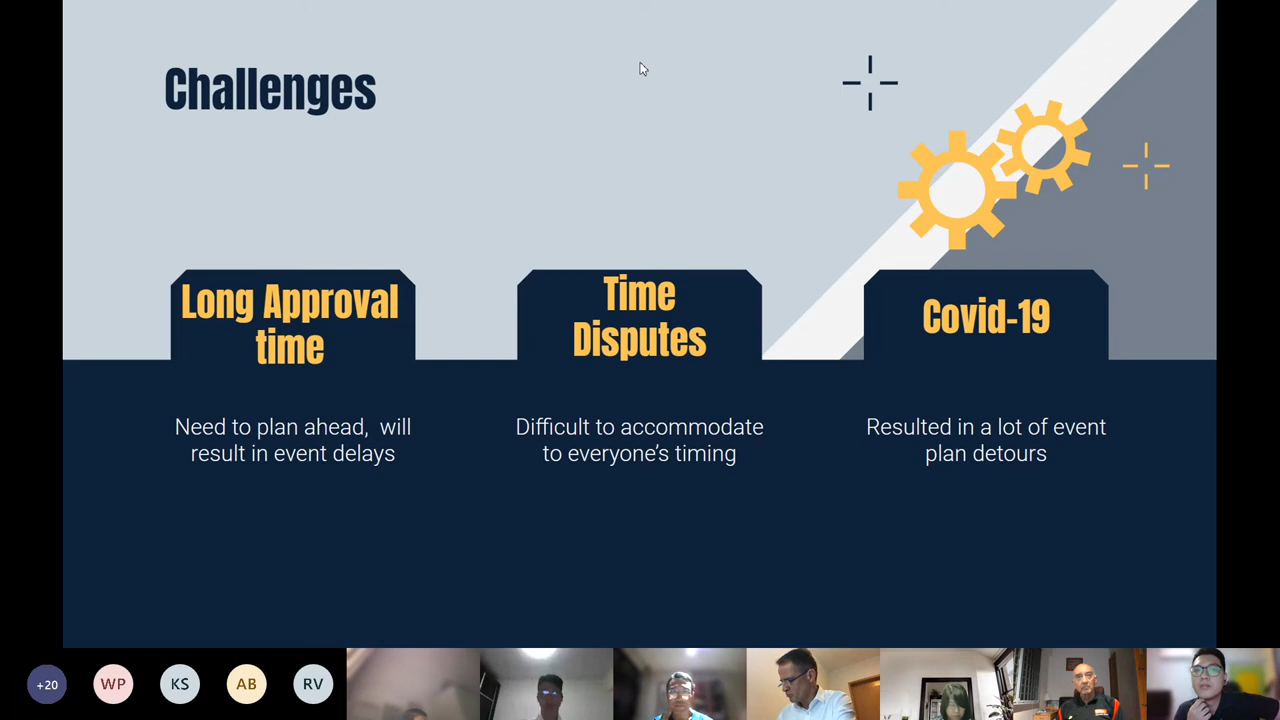 Challenges
Long Approval
time
Time
Disputes
Covid-19
Need to plan ahead,  will
result in event delays
Difficult to accommodate
to everyone’s timing
Resulted in a lot of event
plan detours
+20
WP
KS
AB
RV